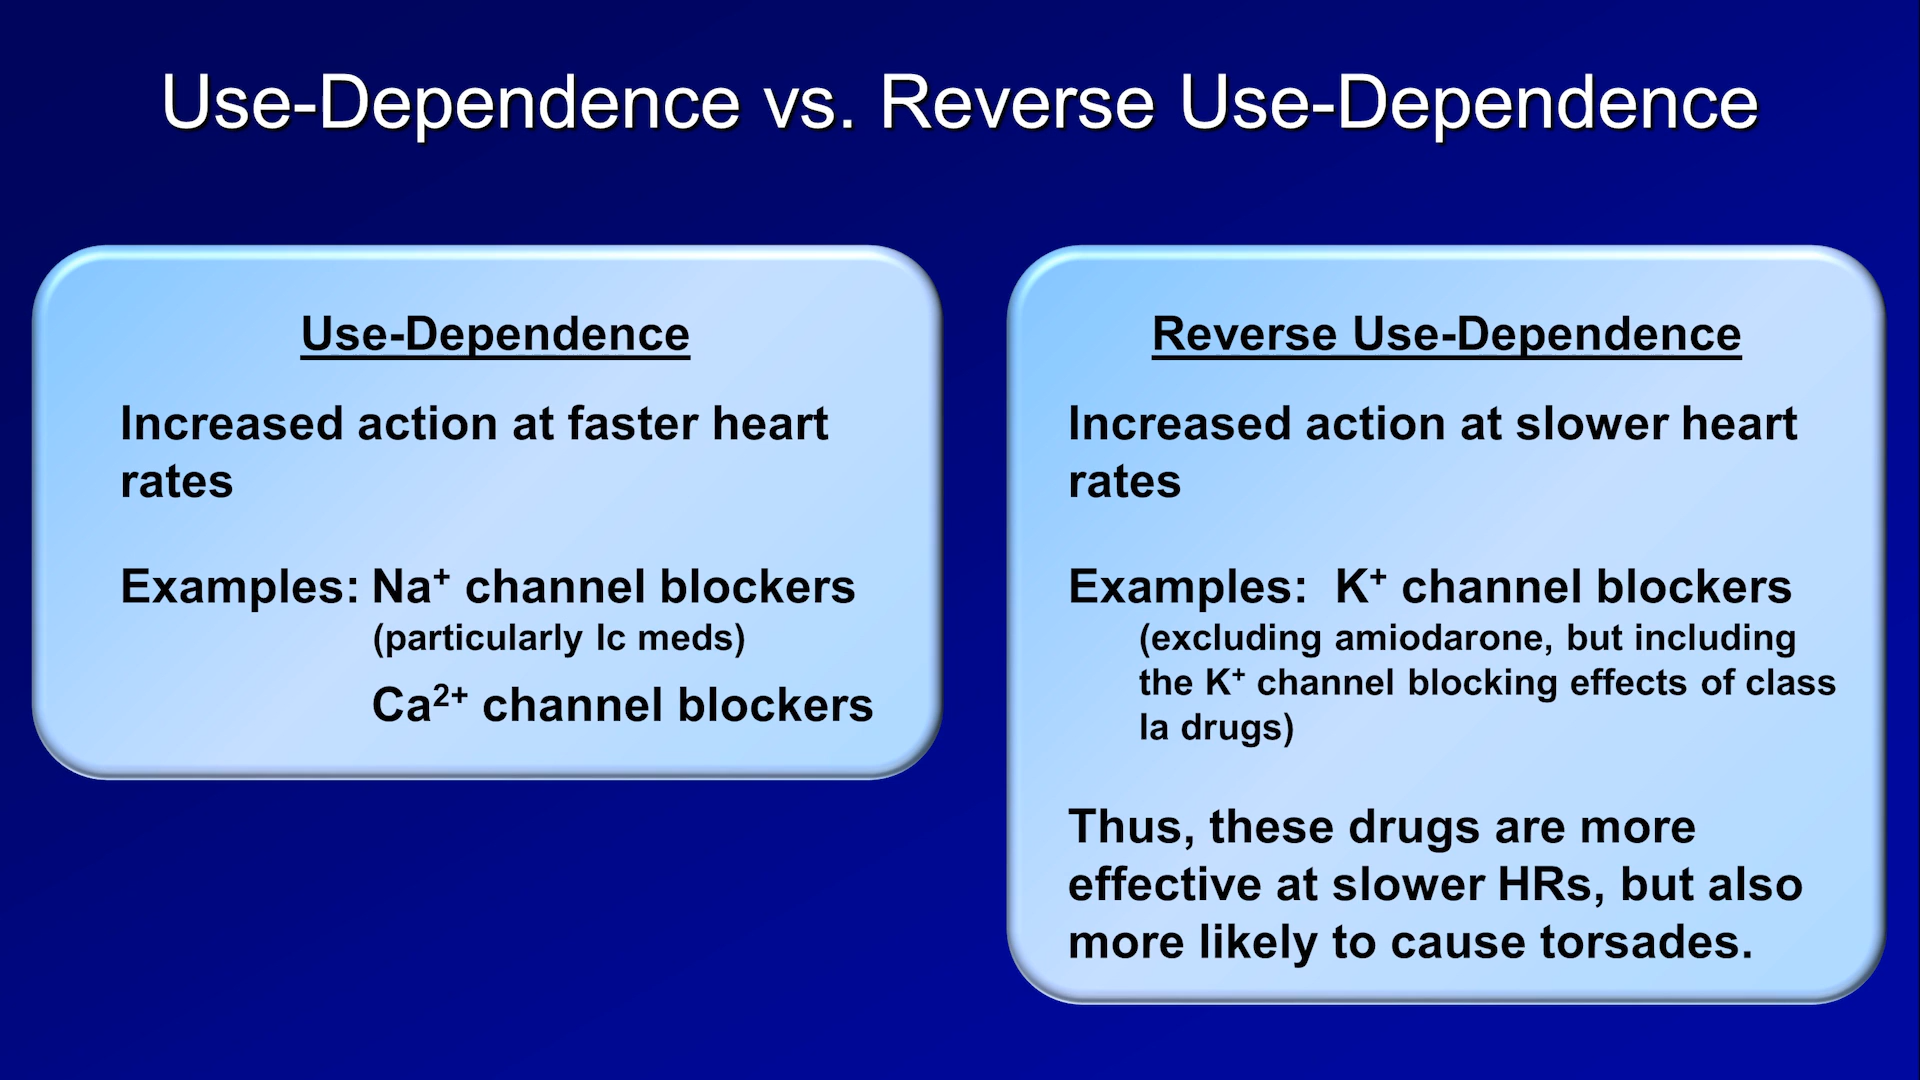 Use-Dependence vs. Reverse Use-Dependence
Use-Dependence
Increased action at faster heart
rates
Examples: Na⁺ channel blockers
(particularly Ic meds)
Ca²⁺ channel blockers
Reverse Use-Dependence
Increased action at slower heart
rates
Examples: K⁺ channel blockers
(excluding amiodarone, but including
the K⁺ channel blocking effects of class
Ia drugs)
Thus, these drugs are more
effective at slower HRs, but also
more likely to cause torsades.